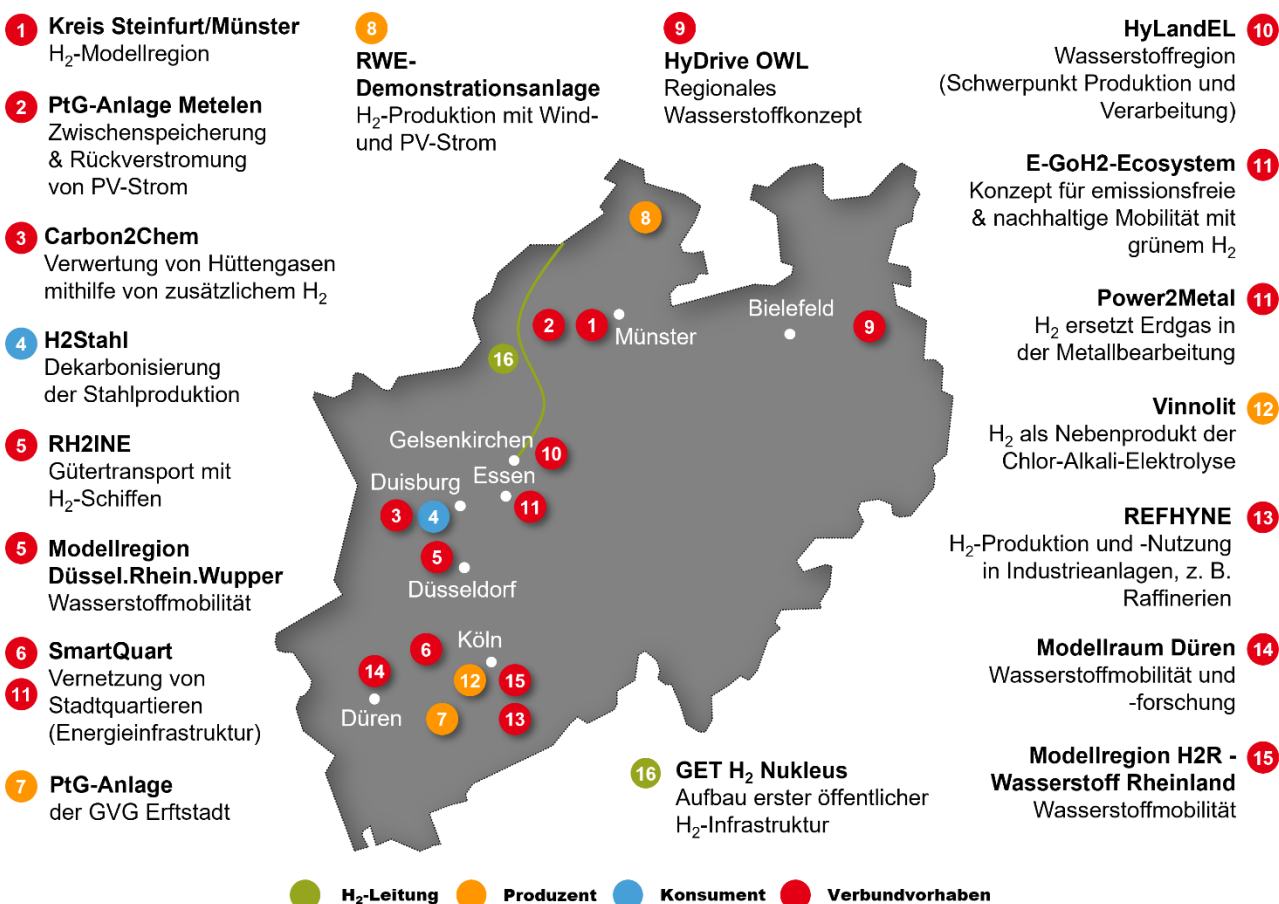 1 Kreis Steinfurt/Münster
H₂-Modellregion
2 PtG-Anlage Metelen
Zwischenspeicherung
& Rückverstromung
von PV-Strom
3 Carbon2Chem
Verwertung von Hüttengasen
mithilfe von zusätzlichem H₂
4 H2Stahl
Dekarbonisierung
der Stahlproduktion
5 RH2INE
Gütertransport mit
H₂-Schiffen
5 Modellregion
Düssel.Rhein.Wupper
Wasserstoffmobilität
6 SmartQuart
11 Vernetzung von
Stadtquartieren
(Energieinfrastruktur)
7 PtG-Anlage
der GVG Erftstadt
8
RWE-
Demonstrationsanlage
H₂-Produktion mit Wind-
und PV-Strom
9
HyDrive OWL
Regionales
Wasserstoffkonzept
HyLandEL 10
Wasserstoffregion
(Schwerpunkt Produktion und
Verarbeitung)
E-GoH2-Ecosystem 11
Konzept für emissionsfreie
& nachhaltige Mobilität mit
grünem H₂
Power2Metal 11
H₂ ersetzt Erdgas in
der Metallbearbeitung
Vinnolit 12
H₂ als Nebenprodukt der
Chlor-Alkali-Elektrolyse
REFHYNE 13
H₂-Produktion und -Nutzung
in Industrieanlagen, z. B.
Raffinerien
Modellraum Düren 14
Wasserstoffmobilität und
-forschung
Modellregion H2R - 15
Wasserstoff Rheinland
Wasserstoffmobilität
16 GET H₂ Nukleus
Aufbau erster öffentlicher
H₂-Infrastruktur
8
2 1 Münster
Bielefeld
9
16
Gelsenkirchen
10
Essen
11
Duisburg
3 4
5
Düsseldorf
Köln
6
14
12 15
Düren
7 13
H₂-Leitung Produzent Konsument Verbundvorhaben